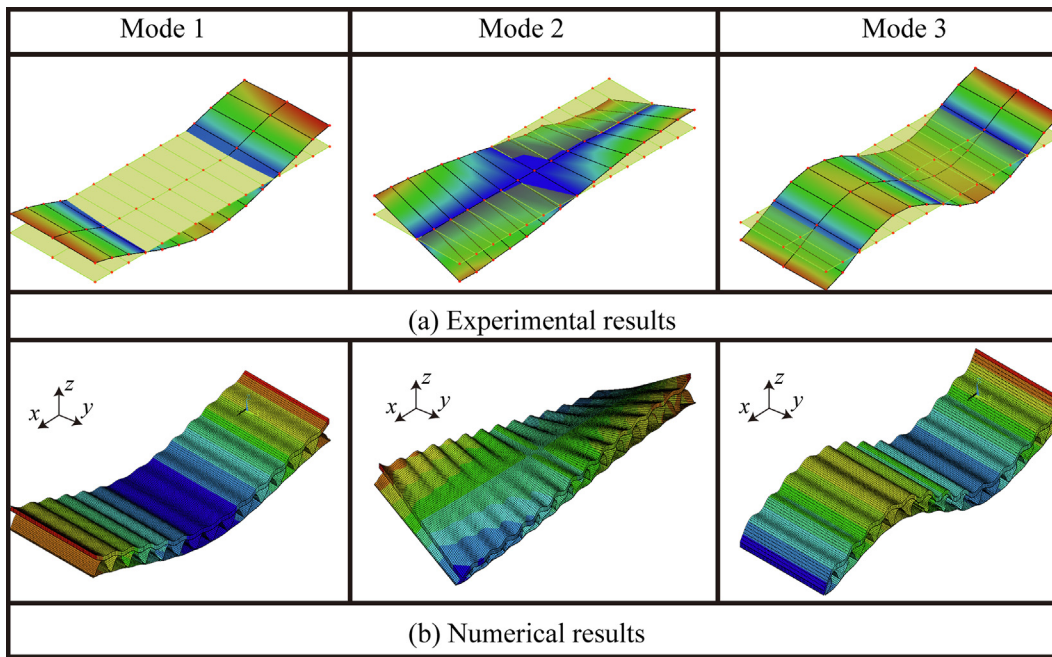 Mode 1
Mode 2
Mode 3
(a) Experimental results
z
x
y
z
x
y
z
x
y
(b) Numerical results